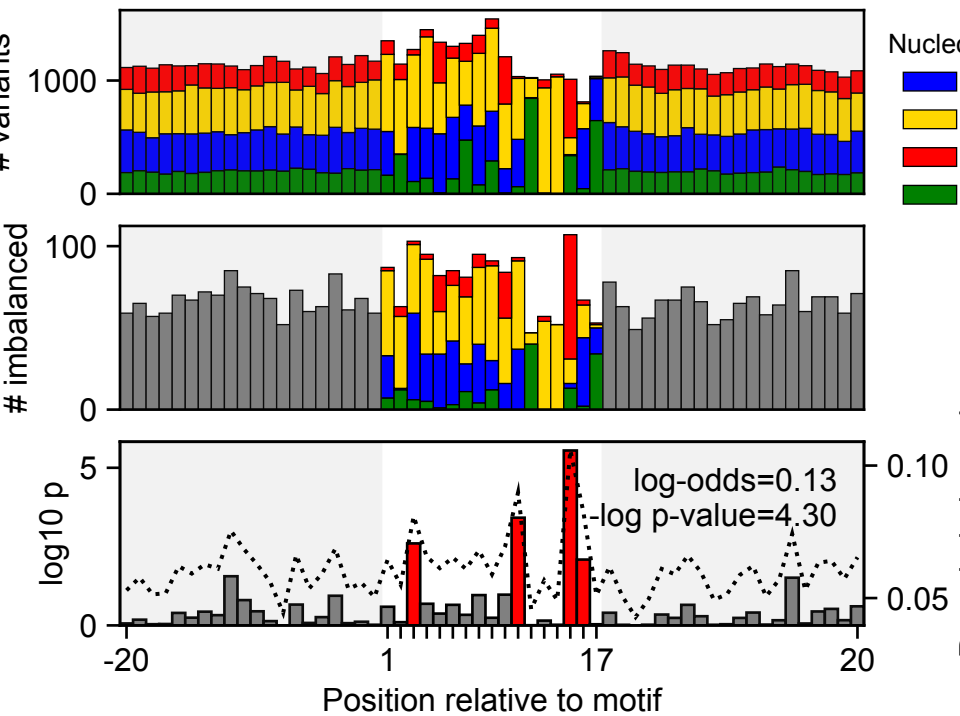 # variants
1000
0
# imbalanced
100
0
log10 p
5
0
0.10
0.05
log-odds=0.13
-log p-value=4.30
-20
1
17
20
Position relative to motif